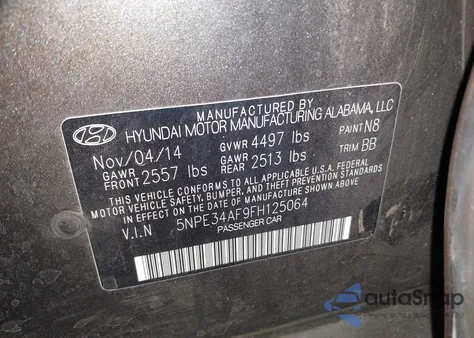 MANUFACTURED BY
HYUNDAI MOTOR MANUFACTURING ALABAMA, LLC
Nov/04/14 GVWR 4497 lbs PAINT N8
GAWR FRONT 2557 lbs GAWR REAR 2513 lbs TRIM BB
THIS VEHICLE CONFORMS TO ALL APPLICABLE U.S.A. FEDERAL
MOTOR VEHICLE SAFETY, BUMPER, AND THEFT PREVENTION
STANDARDS IN EFFECT ON THE DATE OF MANUFACTURE
SHOWN ABOVE.
V.I.N 5NPE34AF9FH125064
PASSENGER CAR
autaSnap